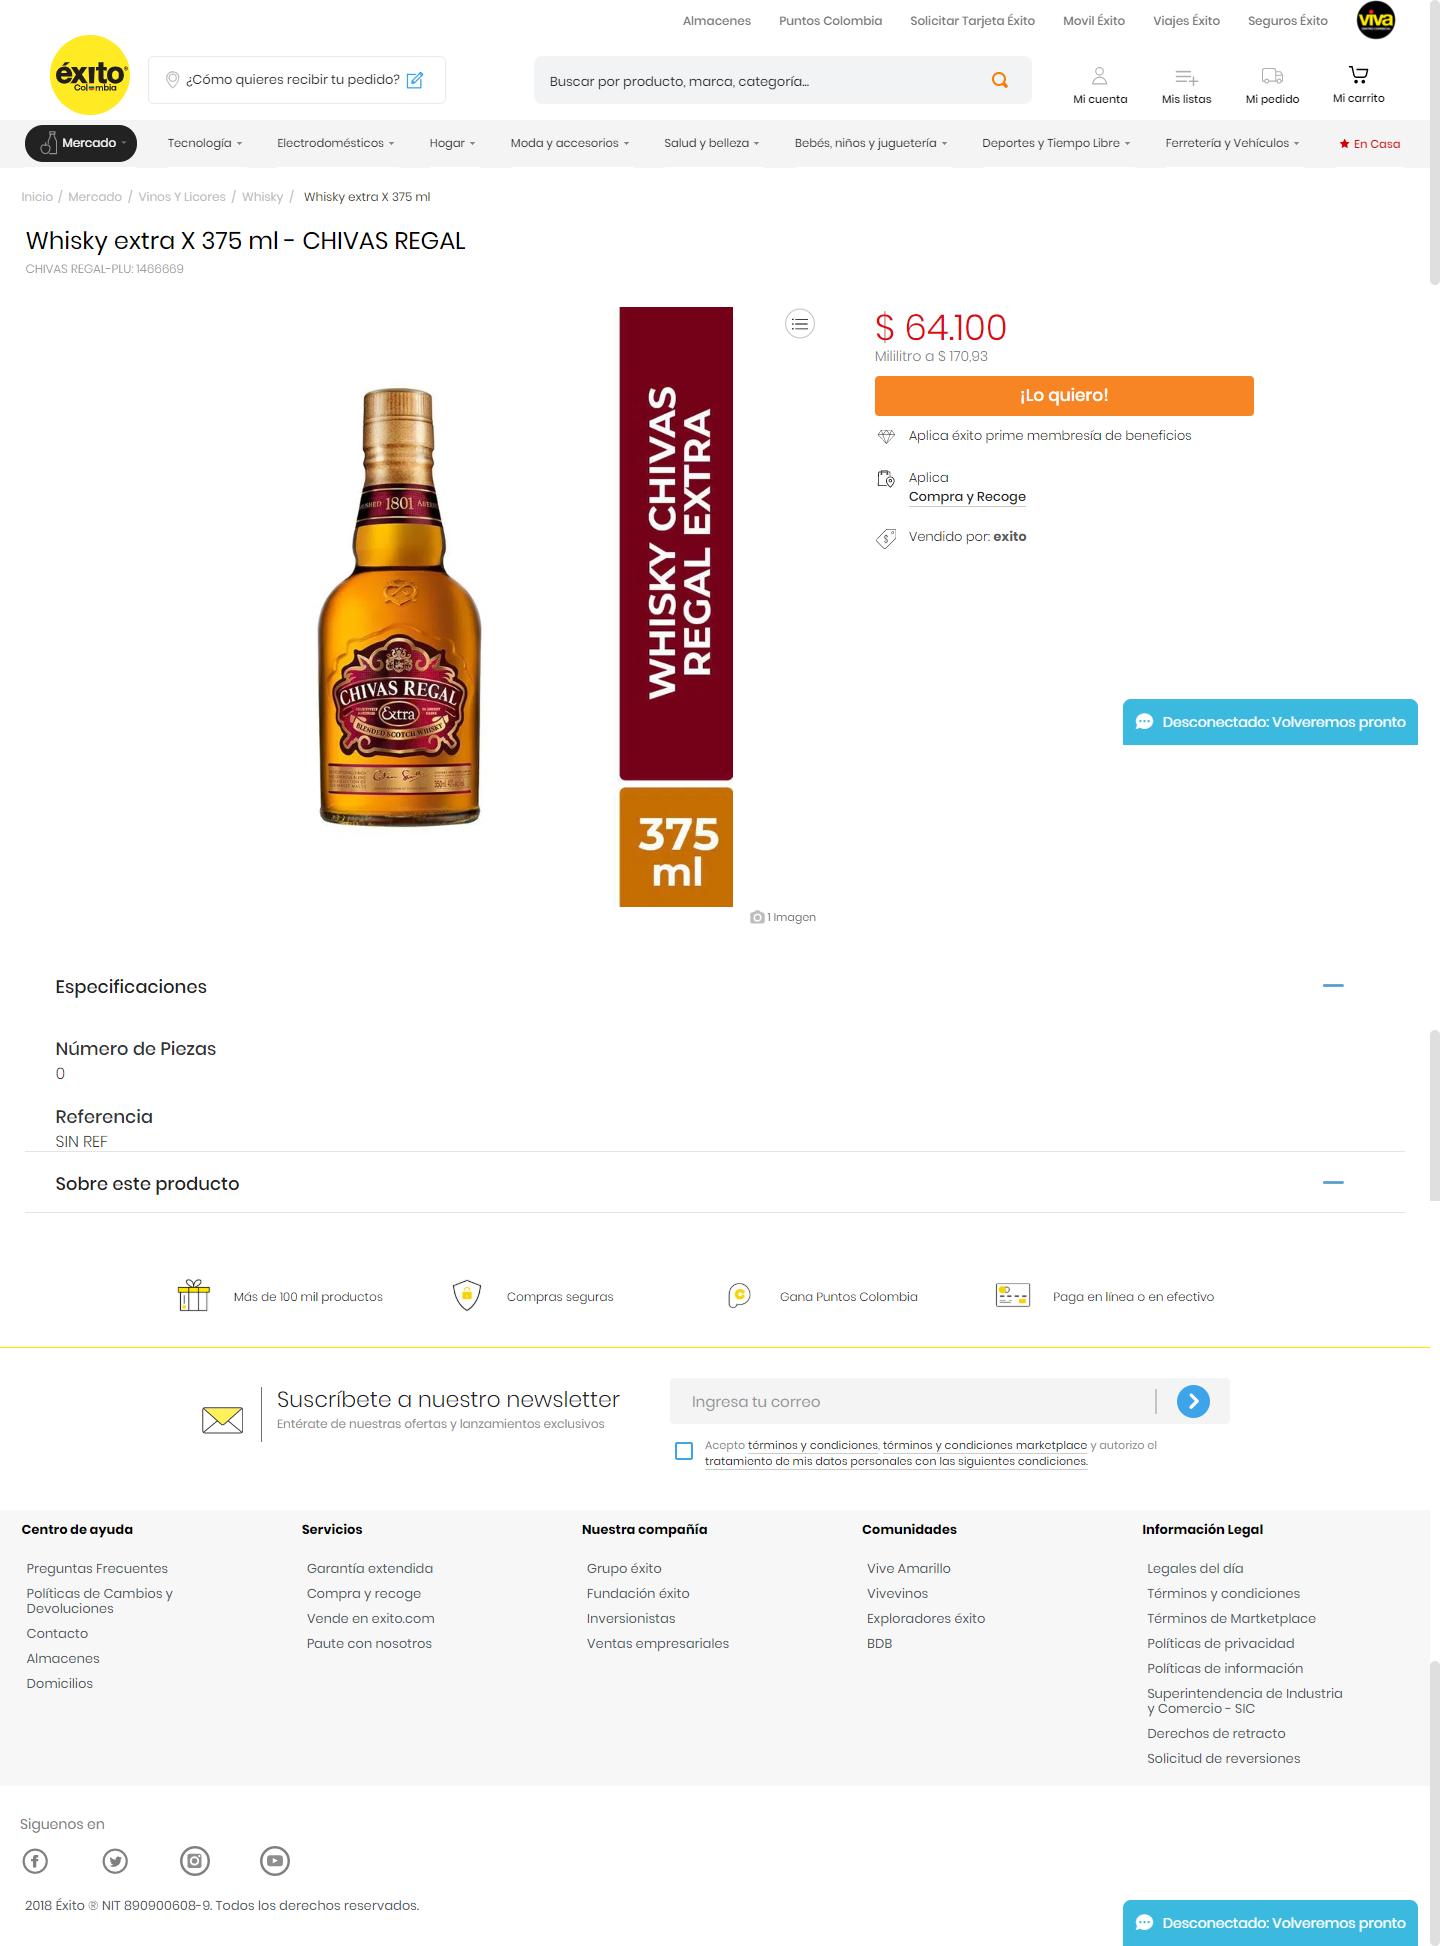 Almacenes
Puntos Colombia
Solicitar Tarjeta Éxito
Movil Éxito
Viajes Éxito
Seguros Éxito
viva
éxito
Colombia
¿Cómo quieres recibir tu pedido?
Buscar por producto, marca, categoría...
Mi cuenta
Mis listas
Mi pedido
Mi carrito
Mercado
Tecnología
Electrodomésticos
Hogar
Moda y accesorios
Salud y belleza
Bebés, niños y juguetería
Deportes y Tiempo Libre
Ferretería y Vehículos
En Casa
Inicio / Mercado / Vinos Y Licores / Whisky / Whisky extra X 375 ml
Whisky extra X 375 ml - CHIVAS REGAL
CHIVAS REGAL-PLU: 1466669
1801
CHIVAS REGAL
Extra
BLENDED SCOTCH WHISKY
WHISKY CHIVAS
REGAL EXTRA
375
ml
1 Imagen
$ 64.100
Mililitro a $ 170,93
¡Lo quiero!
Aplica éxito prime membresía de beneficios
Aplica
Compra y Recoge
Vendido por: exito
Desconectado: Volveremos pronto
Especificaciones
Número de Piezas
0
Referencia
SIN REF
Sobre este producto
Más de 100 mil productos
Compras seguras
Gana Puntos Colombia
Paga en línea o en efectivo
Suscríbete a nuestro newsletter
Entérate de nuestras ofertas y lanzamientos exclusivos
Ingresa tu correo
Acepto términos y condiciones, términos y condiciones marketplace y autorizo el
tratamiento de mis datos personales con las siguientes condiciones.
Centro de ayuda
Preguntas Frecuentes
Políticas de Cambios y
Devoluciones
Contacto
Almacenes
Domicilios
Servicios
Garantía extendida
Compra y recoge
Vende en exito.com
Paute con nosotros
Nuestra compañía
Grupo éxito
Fundación éxito
Inversionistas
Ventas empresariales
Comunidades
Vive Amarillo
Vivevinos
Exploradores éxito
BDB
Información Legal
Legales del día
Términos y condiciones
Términos de Martketplace
Políticas de privacidad
Políticas de información
Superintendencia de Industria
y Comercio - SIC
Derechos de retracto
Solicitud de reversiones
Siguenos en
2018 Éxito ® NIT 890900608-9. Todos los derechos reservados.
Desconectado: Volveremos pronto